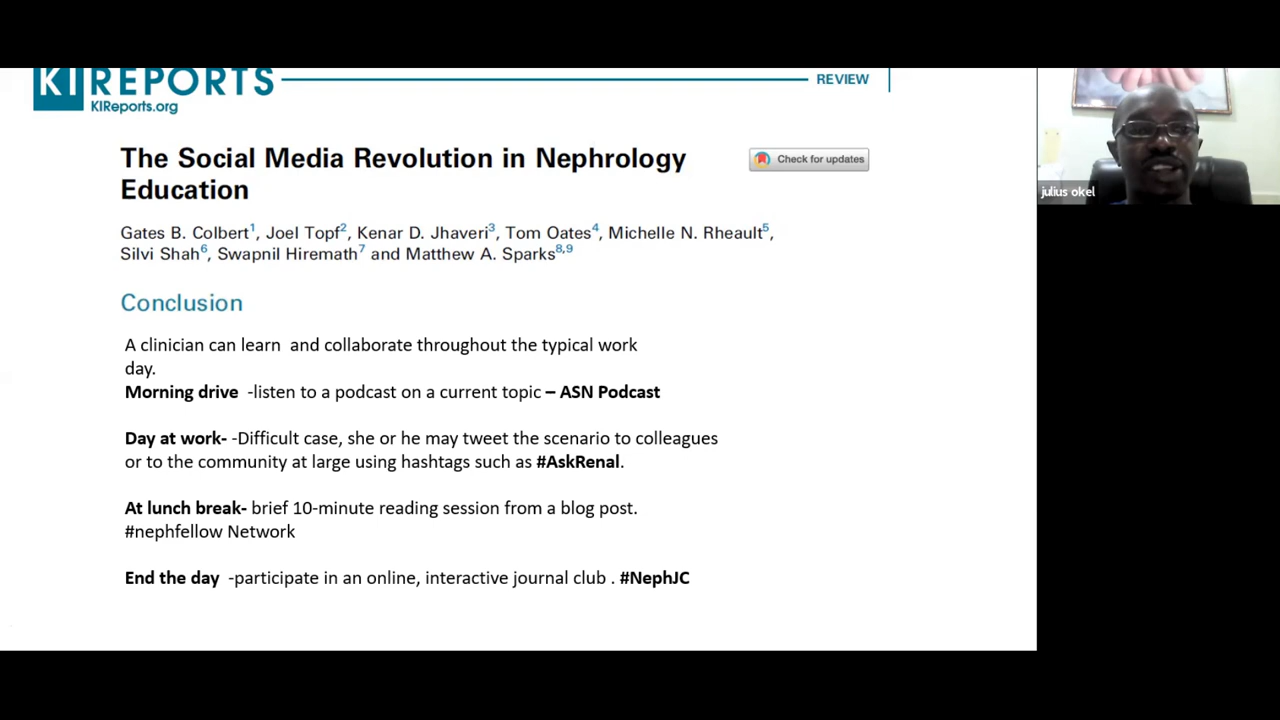 KI REPORTS
KIReports.org
REVIEW
The Social Media Revolution in Nephrology
Education
Check for updates
Gates B. Colbert1, Joel Topf2, Kenar D. Jhaveri3, Tom Oates4, Michelle N. Rheault5,
Silvi Shah6, Swapnil Hiremath7 and Matthew A. Sparks8,9
Conclusion
A clinician can learn and collaborate throughout the typical work
day.
Morning drive -listen to a podcast on a current topic – ASN Podcast
Day at work- -Difficult case, she or he may tweet the scenario to colleagues
or to the community at large using hashtags such as #AskRenal.
At lunch break- brief 10-minute reading session from a blog post.
#nephfellow Network
End the day -participate in an online, interactive journal club . #NephJC
julius okel